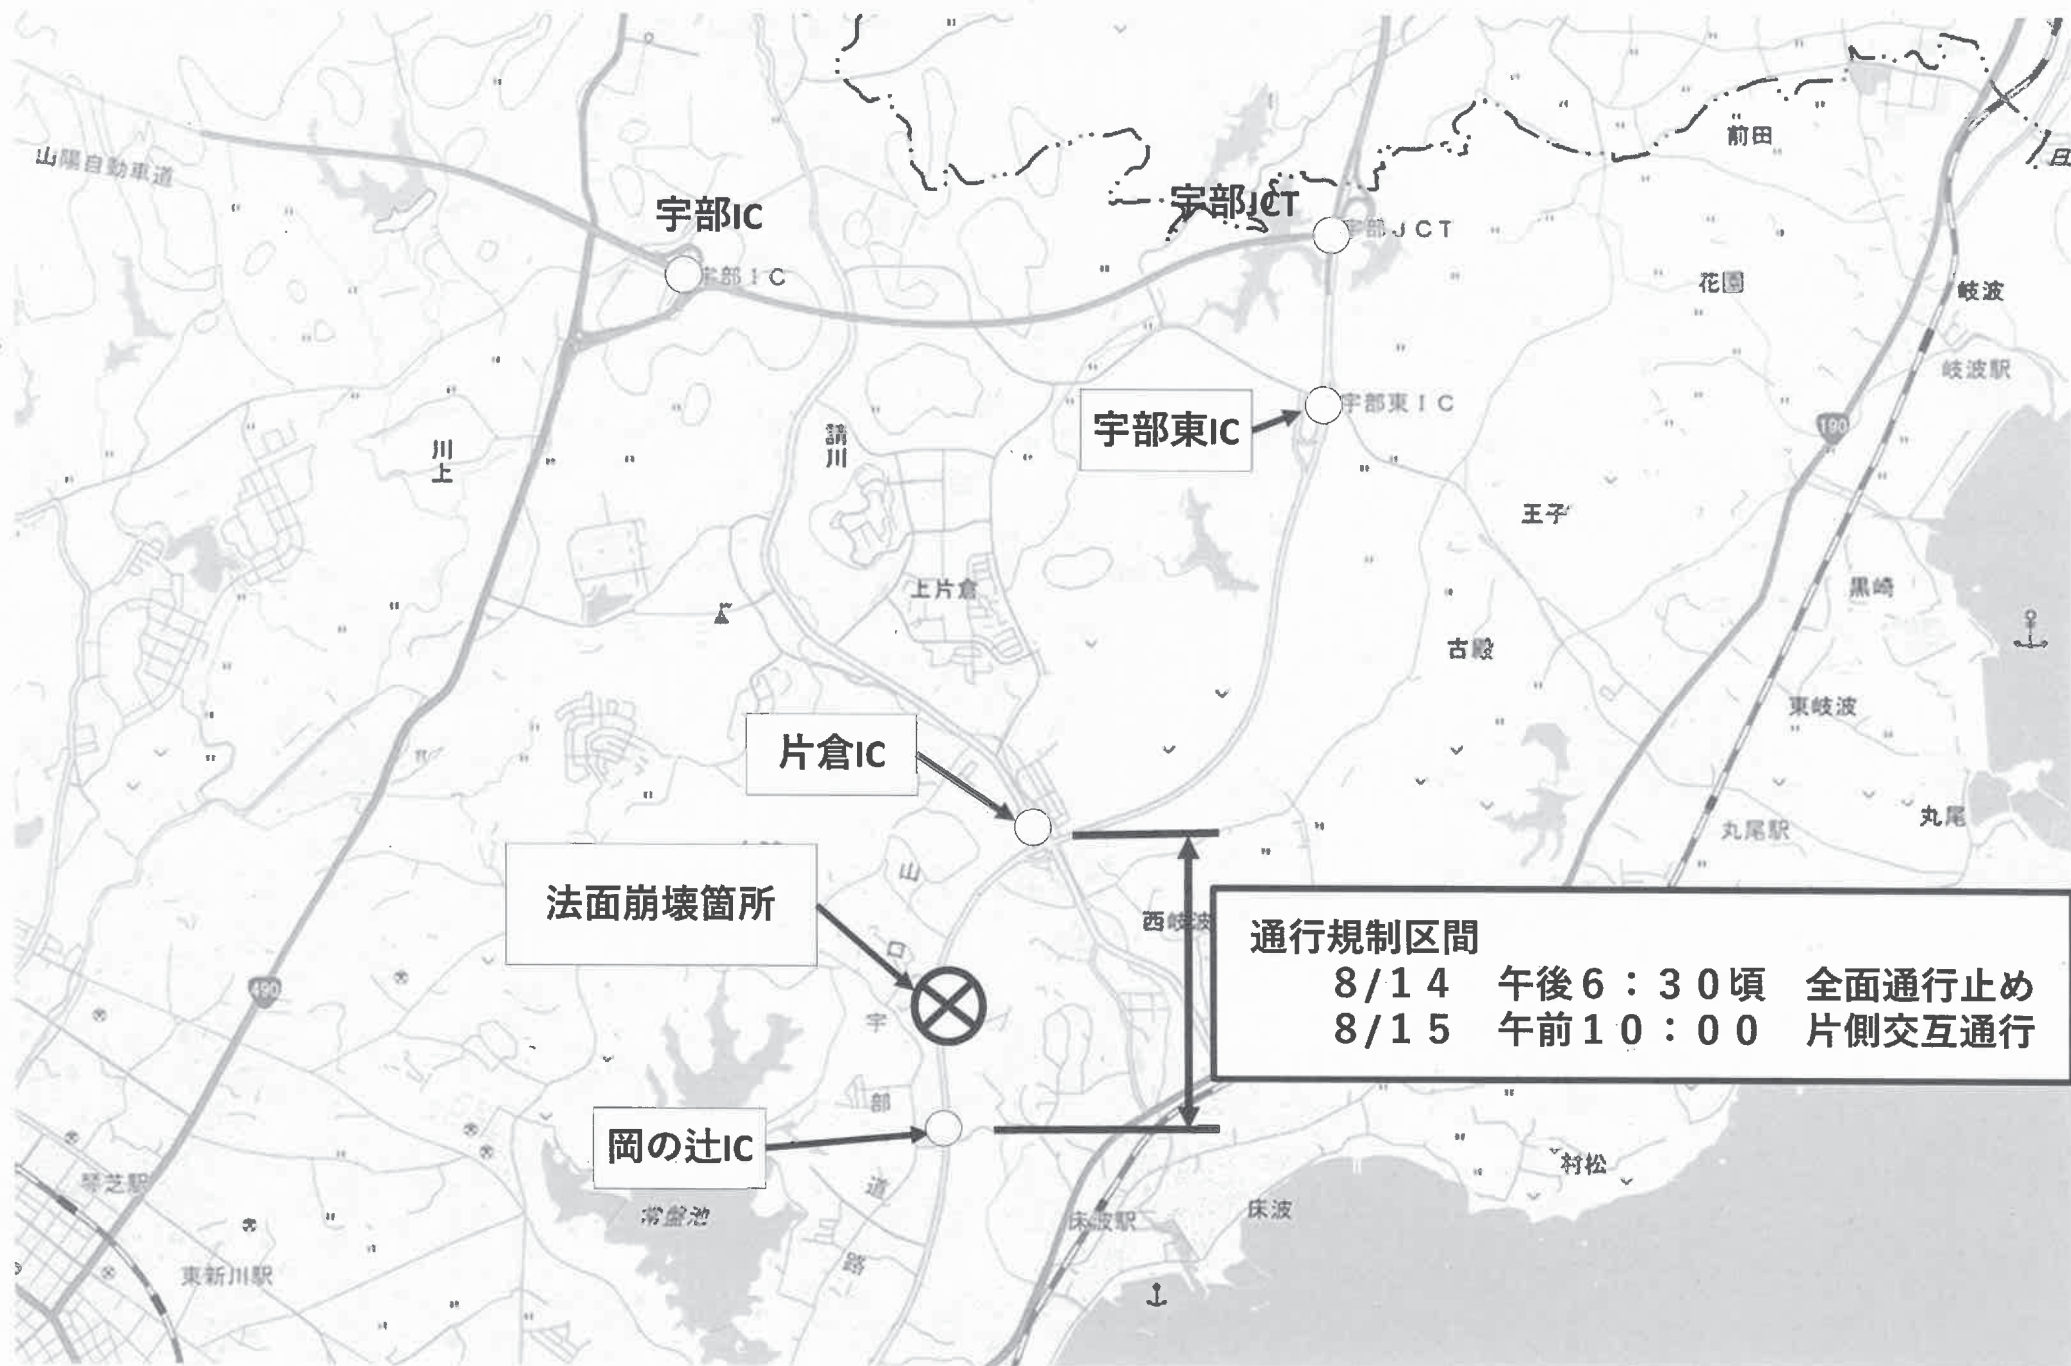 前田
山陽自動車道
宇部IC
宇部JCT
宇部ＪＣＴ
宇部ＩＣ
花園
岐波
岐波駅
宇部東IC
宇部東ＩＣ
190
川上
請川
王子
上片倉
黒崎
古殿
東岐波
片倉IC
丸尾駅
丸尾
法面崩壊箇所
山口宇部道路
西岐波
通行規制区間
8/14　午後6：30頃　全面通行止め
8/15　午前10：00　片側交互通行
490
岡の辻IC
村松
琴芝駅
常盤池
床波駅
床波
東新川駅